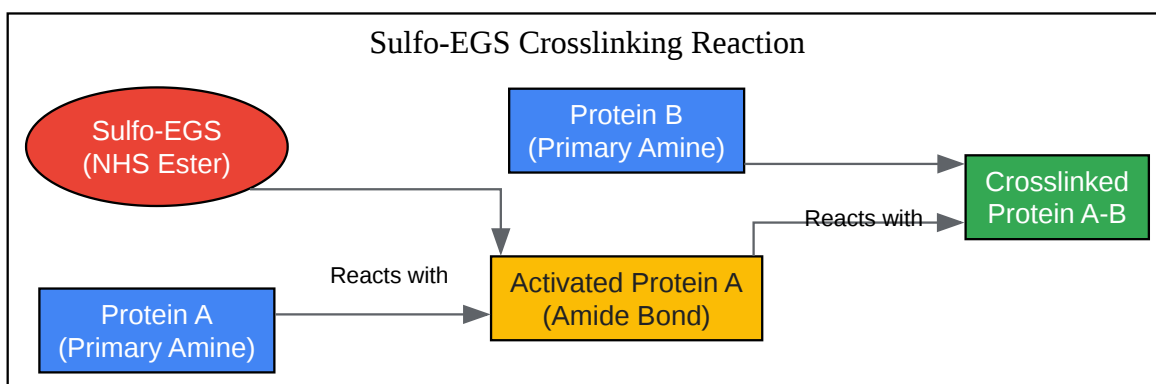 Sulfo-EGS Crosslinking Reaction
Sulfo-EGS
(NHS Ester)
Protein B
(Primary Amine)
Crosslinked
Protein A-B
Reacts with
Reacts with
Activated Protein A
(Amide Bond)
Protein A
(Primary Amine)